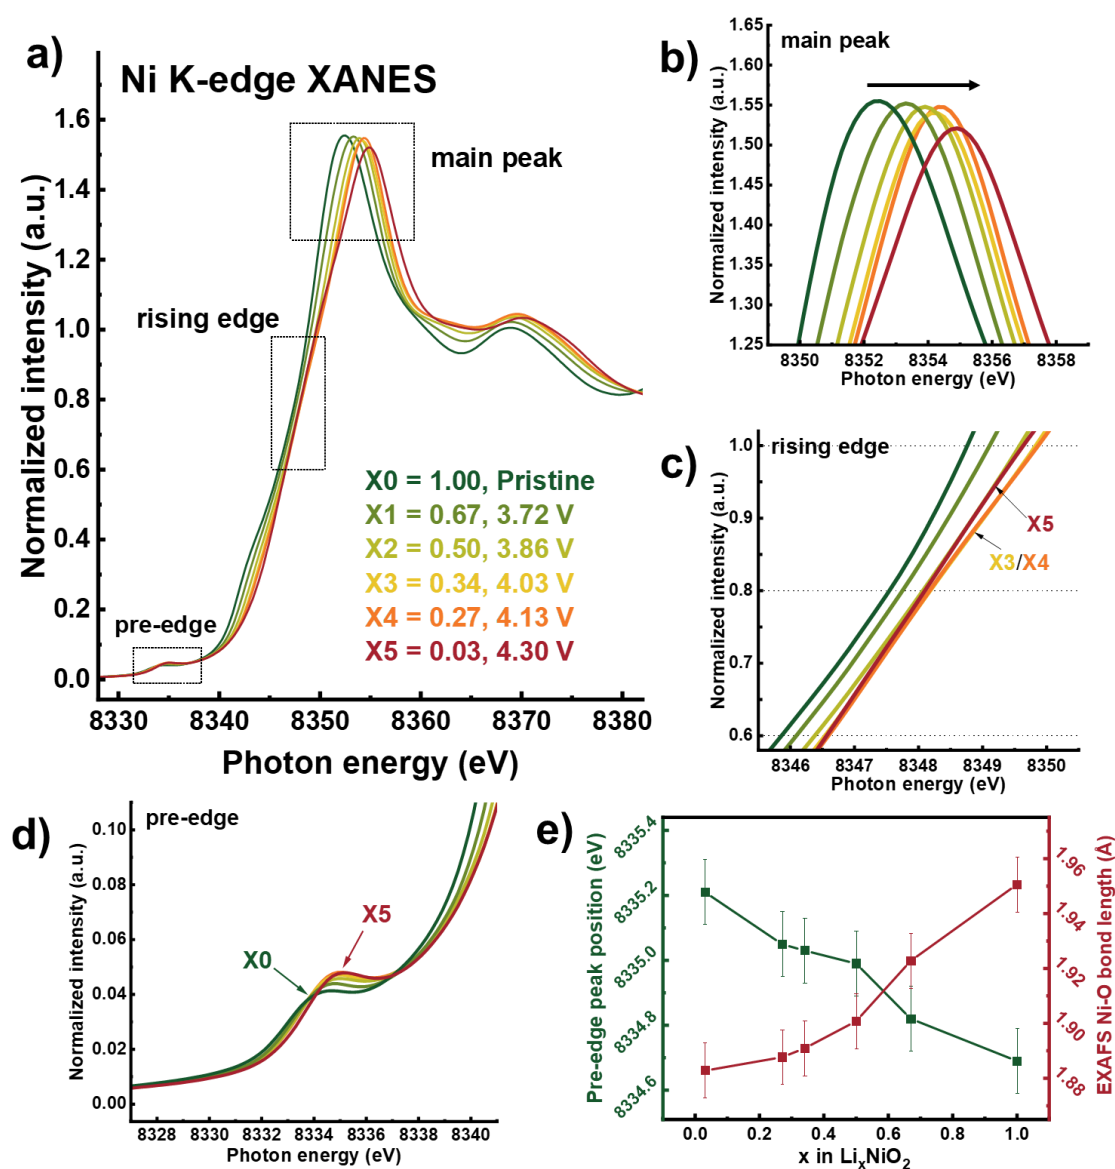 a)
Ni K-edge XANES
main peak
rising edge
pre-edge
X0 = 1.00, Pristine
X1 = 0.67, 3.72 V
X2 = 0.50, 3.86 V
X3 = 0.34, 4.03 V
X4 = 0.27, 4.13 V
X5 = 0.03, 4.30 V
Normalized intensity (a.u.)
1.6
1.4
1.2
1.0
0.8
0.6
0.4
0.2
0.0
8330 8340 8350 8360 8370 8380
Photon energy (eV)
b)
main peak
Normalized intensity (a.u.)
1.65
1.60
1.55
1.50
1.45
1.40
1.35
1.30
1.25
8350 8352 8354 8356 8358
Photon energy (eV)
c)
rising edge
Normalized intensity (a.u.)
1.0
0.9
0.8
0.7
0.6
X5
X3/X4
8346 8347 8348 8349 8350
Photon energy (eV)
d)
pre-edge
Normalized intensity (a.u.)
0.10
0.08
0.06
0.04
0.02
0.00
X5
X0
8328 8330 8332 8334 8336 8338 8340
Photon energy (eV)
e)
Pre-edge peak position (eV)
8335.4
8335.2
8335.0
8334.8
8334.6
EXAFS Ni-O bond length (Å)
1.96
1.94
1.92
1.90
1.88
0.0 0.2 0.4 0.6 0.8 1.0
x in LiₓNiO₂